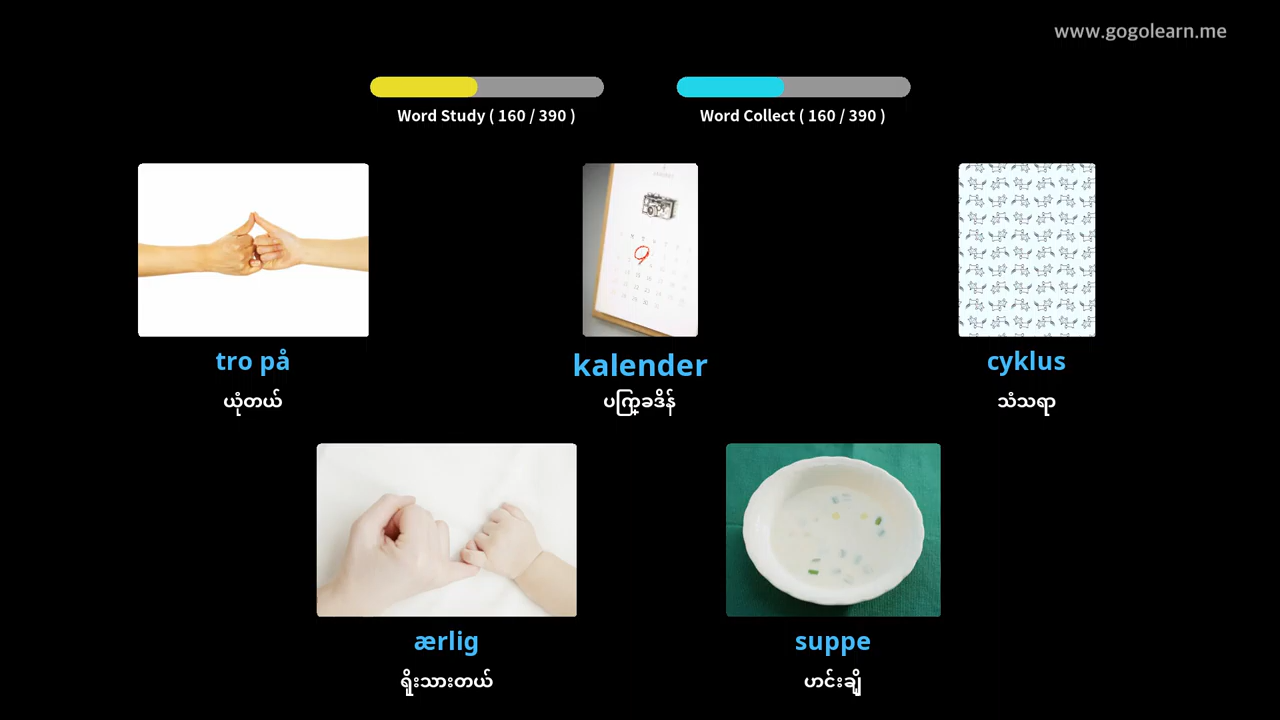 www.gogolearn.me
Word Study ( 160 / 390 )
Word Collect ( 160 / 390 )
tro på
ယုံတယ်
kalender
ပြက္ခဒိန်
cyklus
သံသရာ
ærlig
ရိုးသားတယ်
suppe
ဟင်းချို